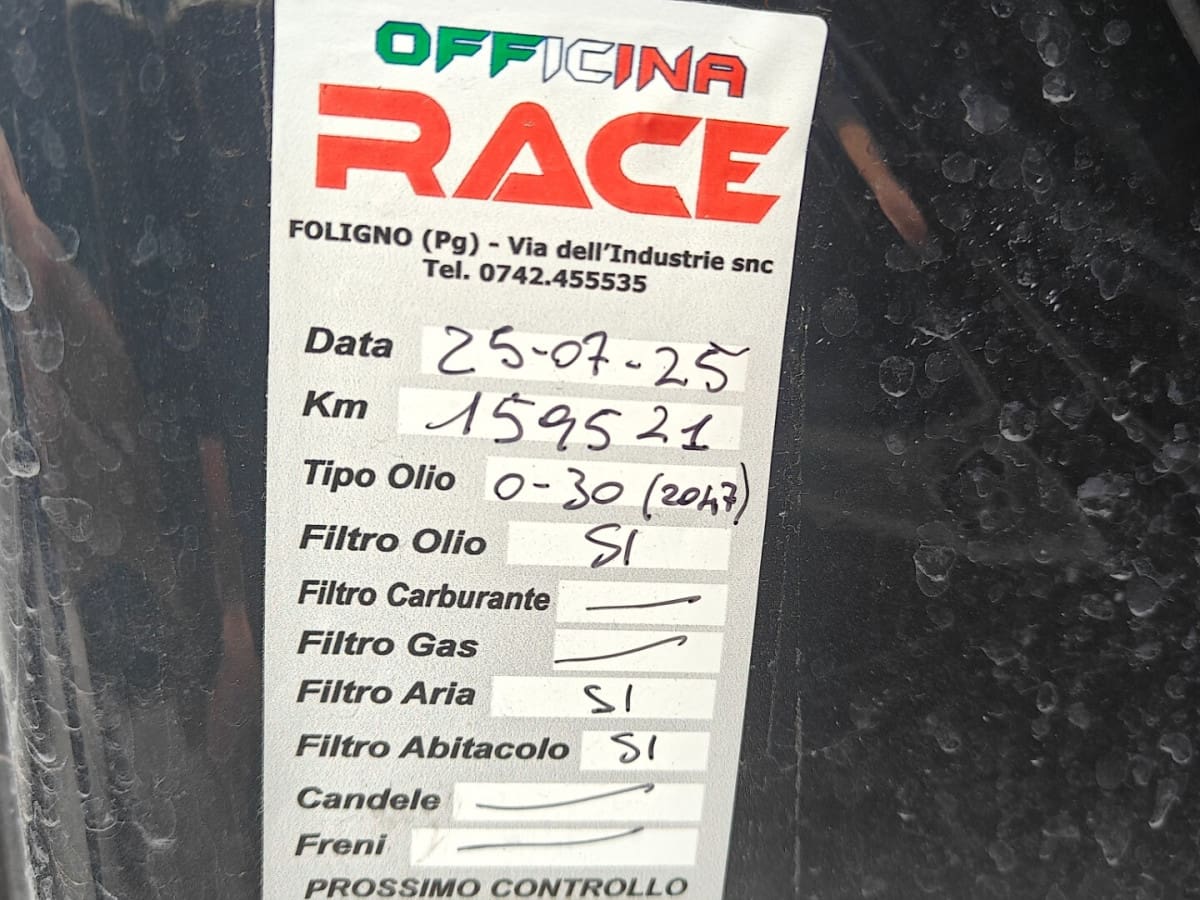 OFFICINA
RACE
FOLIGNO (Pg) - Via dell'Industrie snc
Tel. 0742.455535
Data 25-07-25
Km 159521
Tipo Olio 0-30 (2047)
Filtro Olio SI
Filtro Carburante —
Filtro Gas —
Filtro Aria SI
Filtro Abitacolo SI
Candele —
Freni —
PROSSIMO CONTROLLO